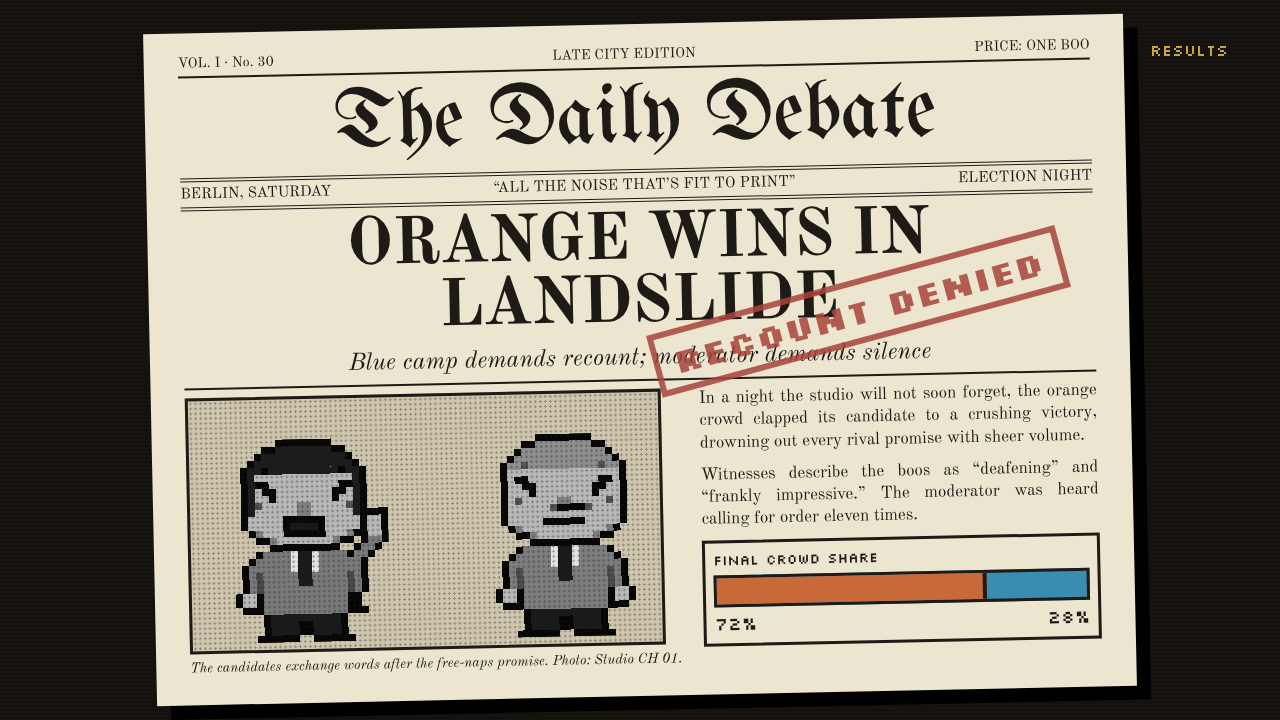 VOL. I · No. 30
LATE CITY EDITION
PRICE: ONE BOO
RESULTS
The Daily Debate
BERLIN, SATURDAY
“ALL THE NOISE THAT’S FIT TO PRINT”
ELECTION NIGHT
ORANGE WINS IN
LANDSLIDE
RECOUNT DENIED
Blue camp demands recount; moderator demands silence
In a night the studio will not soon forget, the orange
crowd clapped its candidate to a crushing victory,
drowning out every rival promise with sheer volume.
Witnesses describe the boos as “deafening” and
“frankly impressive.” The moderator was heard
calling for order eleven times.
FINAL CROWD SHARE
72%
28%
The candidates exchange words after the free-naps promise. Photo: Studio CH 01.